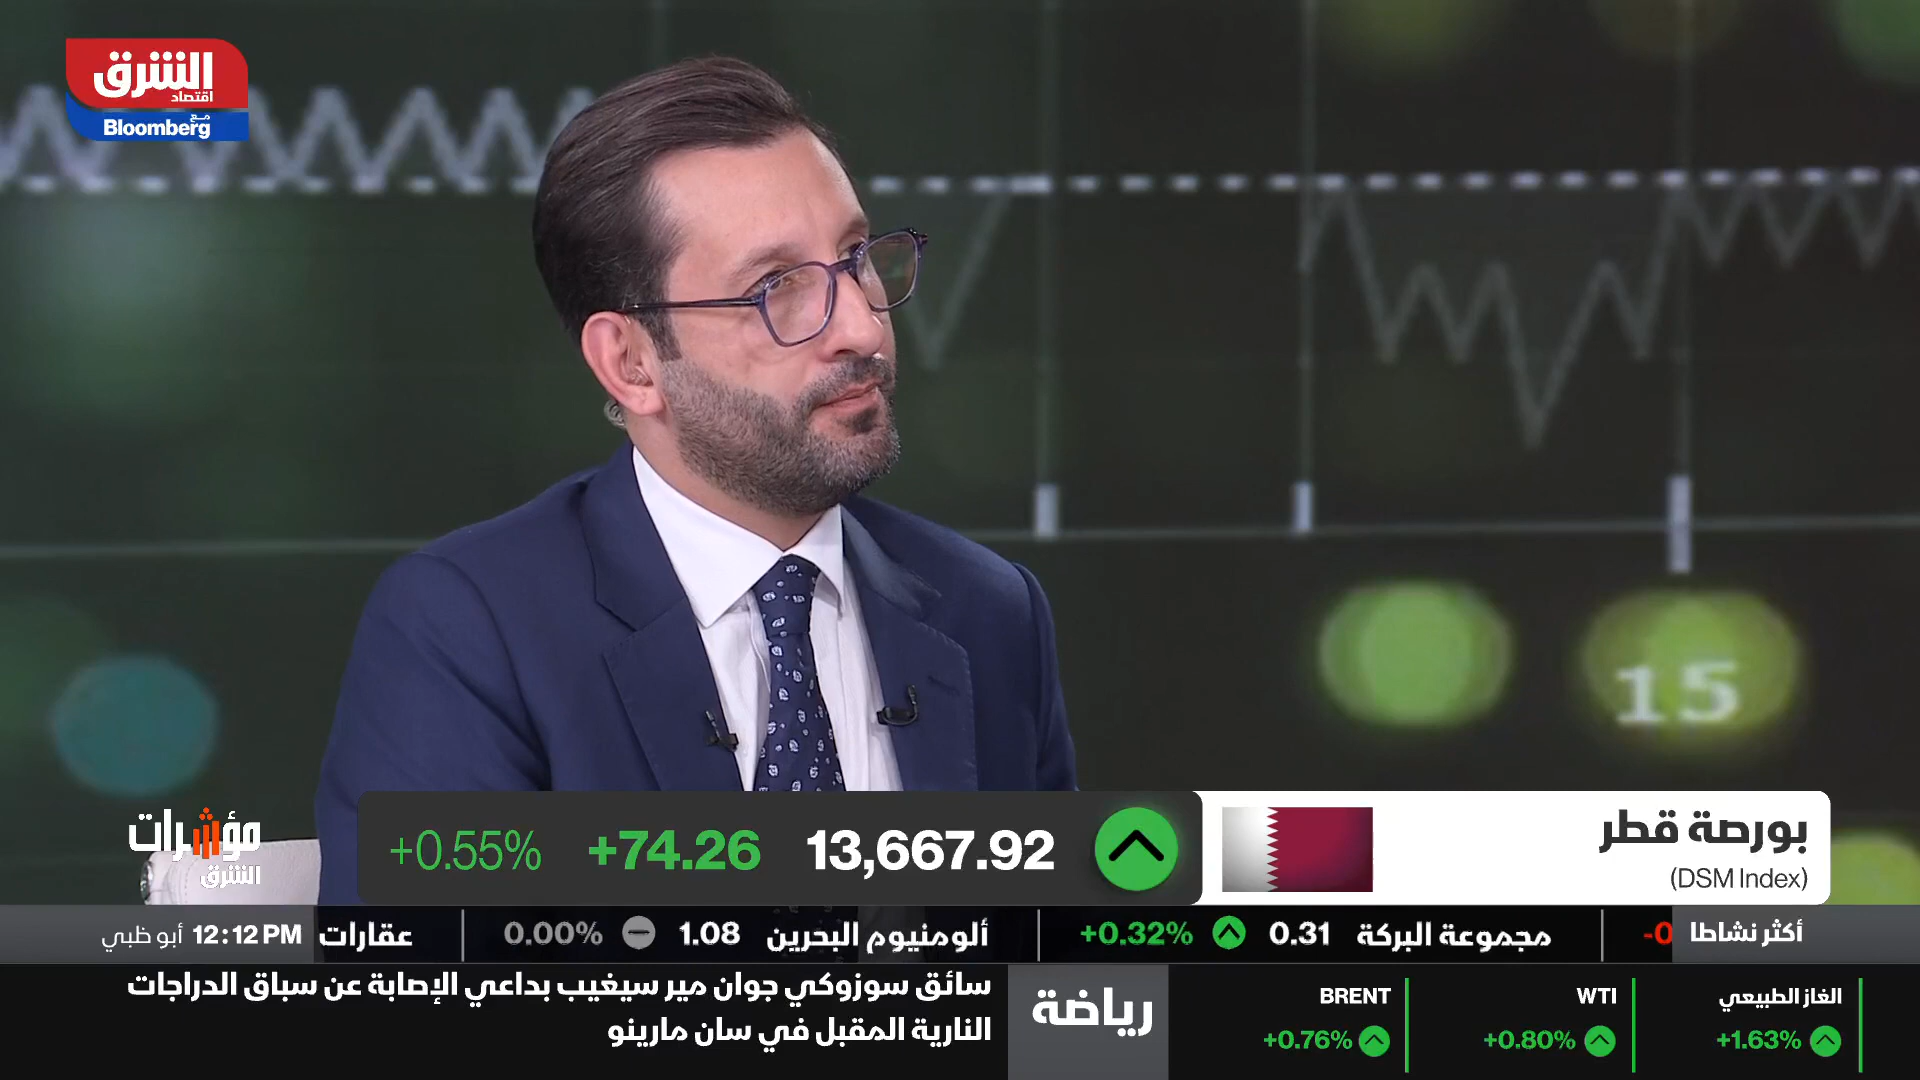 الشرق
اقتصاد
مع
Bloomberg
15
بورصة قطر
(DSM Index)
13,667.92 +74.26 +0.55%
مؤشرات
الشرق
أكثر نشاطا
-0
مجموعة البركة 0.31 +0.32%
ألومنيوم البحرين 1.08 0.00%
عقارات
12:12 PM أبو ظبي
الغاز الطبيعي
+1.63%
WTI
+0.80%
BRENT
+0.76%
رياضة
سائق سوزوكي جوان مير سيغيب بداعي الإصابة عن سباق الدراجات
النارية المقبل في سان مارينو